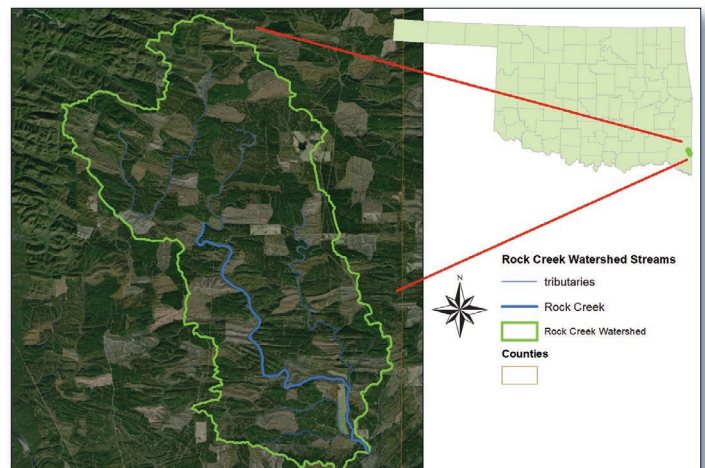 Rock Creek Watershed Streams
N
tributaries
Rock Creek
Rock Creek Watershed
Counties